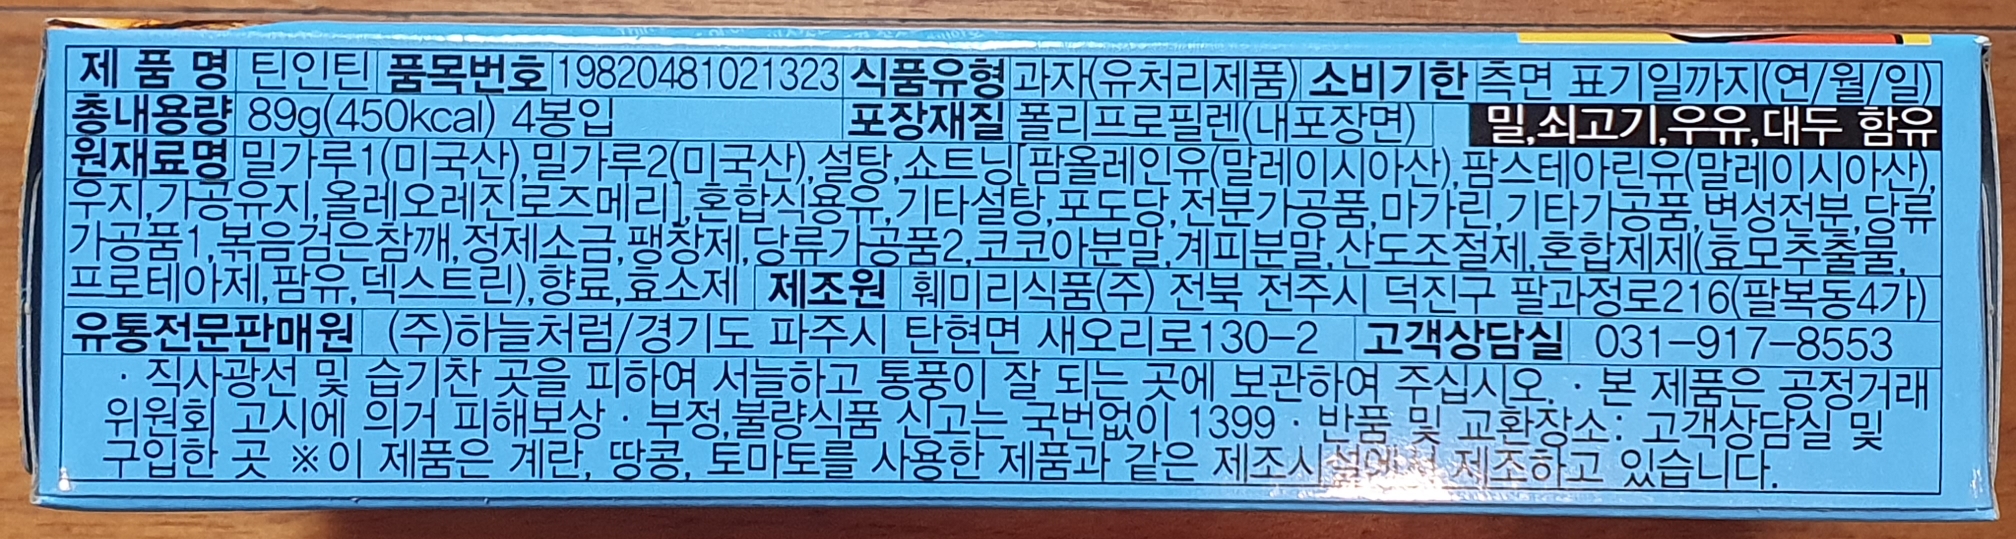 제 품 명 틴인틴 품목번호 19820481021323 식품유형 과자(유처리제품) 소비기한 측면 표기일까지(연/월/일)
총내용량 89g(450kcal) 4봉입 포장재질 폴리프로필렌(내포장면) 밀,쇠고기,우유,대두 함유
원재료명 밀가루1(미국산),밀가루2(미국산),설탕,쇼트닝[팜올레인유(말레이시아산),팜스테아린유(말레이시아산),
우지,가공유지,올레오레진로즈메리],혼합식용유,기타설탕,포도당,전분가공품,마가린,기타가공품,변성전분,당류
가공품1,볶음검은참깨,정제소금,팽창제,당류가공품2,코코아분말,계피분말,산도조절제,혼합제제(효모추출물,
프로테아제,팜유,덱스트린),향료,효소제 제조원 훼미리식품(주) 전북 전주시 덕진구 팔과정로216(팔복동4가)
유통전문판매원 (주)하늘처럼/경기도 파주시 탄현면 새오리로130-2 고객상담실 031-917-8553
· 직사광선 및 습기찬 곳을 피하여 서늘하고 통풍이 잘 되는 곳에 보관하여 주십시오. · 본 제품은 공정거래
위원회 고시에 의거 피해보상 · 부정,불량식품 신고는 국번없이 1399 · 반품 및 교환장소: 고객상담실 및
구입한 곳 ※이 제품은 계란, 땅콩, 토마토를 사용한 제품과 같은 제조시설에서 제조하고 있습니다.